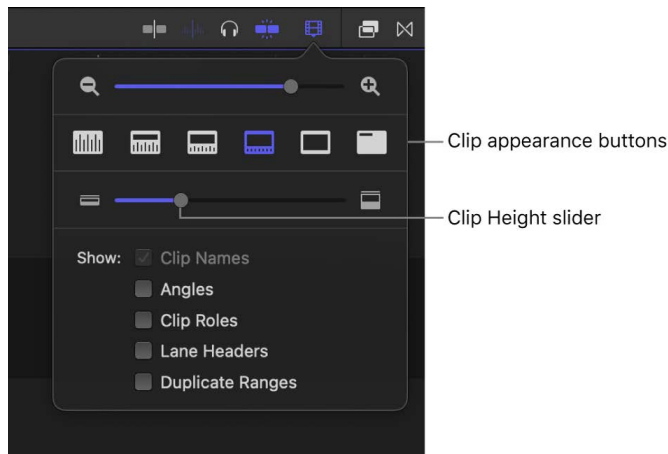 Clip appearance buttons
Clip Height slider
Show: Clip Names
Angles
Clip Roles
Lane Headers
Duplicate Ranges